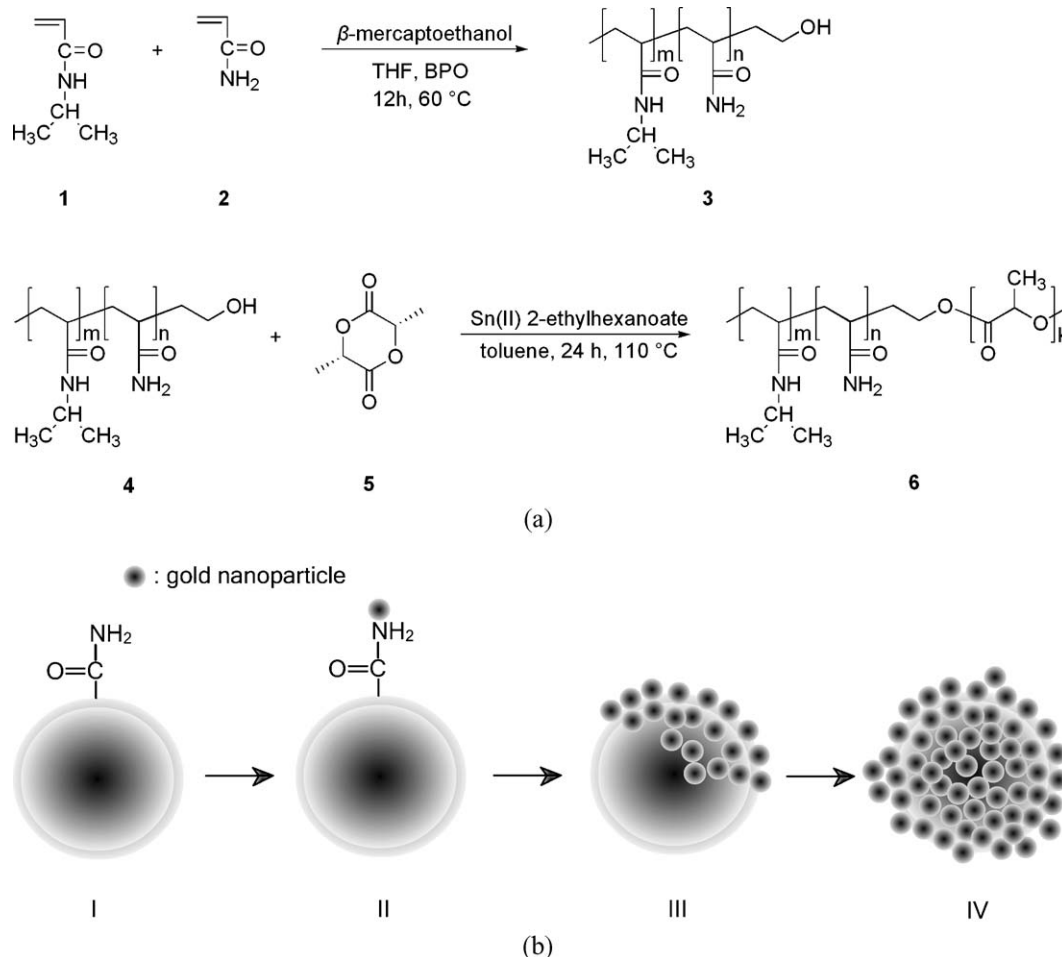 C=O
NH
CH
H3C CH3
1
+
C=O
NH2
2
β-mercaptoethanol
THF, BPO
12h, 60 °C
[ ]m [ ]n OH
C=O C=O
NH NH2
CH
H3C CH3
3
[ ]m [ ]n OH
C=O C=O
NH NH2
CH
H3C CH3
4
+
O
O
O
O
5
Sn(II) 2-ethylhexanoate
toluene, 24 h, 110 °C
CH3
[ ]m [ ]n O [ O ]k
C=O C=O O
NH NH2
CH
H3C CH3
6
(a)
: gold nanoparticle
NH2
O=C
NH2
O=C
I II III IV
(b)